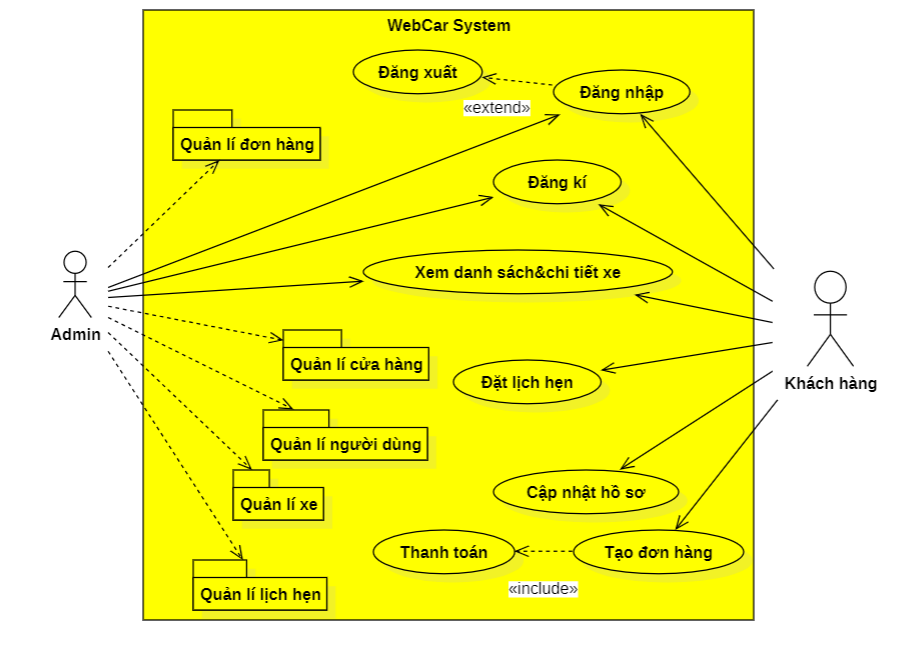 WebCar System
Đăng xuất
Đăng nhập
«extend»
Quản lí đơn hàng
Đăng kí
Xem danh sách&chi tiết xe
Admin
Khách hàng
Quản lí cửa hàng
Đặt lịch hẹn
Quản lí người dùng
Quản lí xe
Cập nhật hồ sơ
Thanh toán
Tạo đơn hàng
«include»
Quản lí lịch hẹn